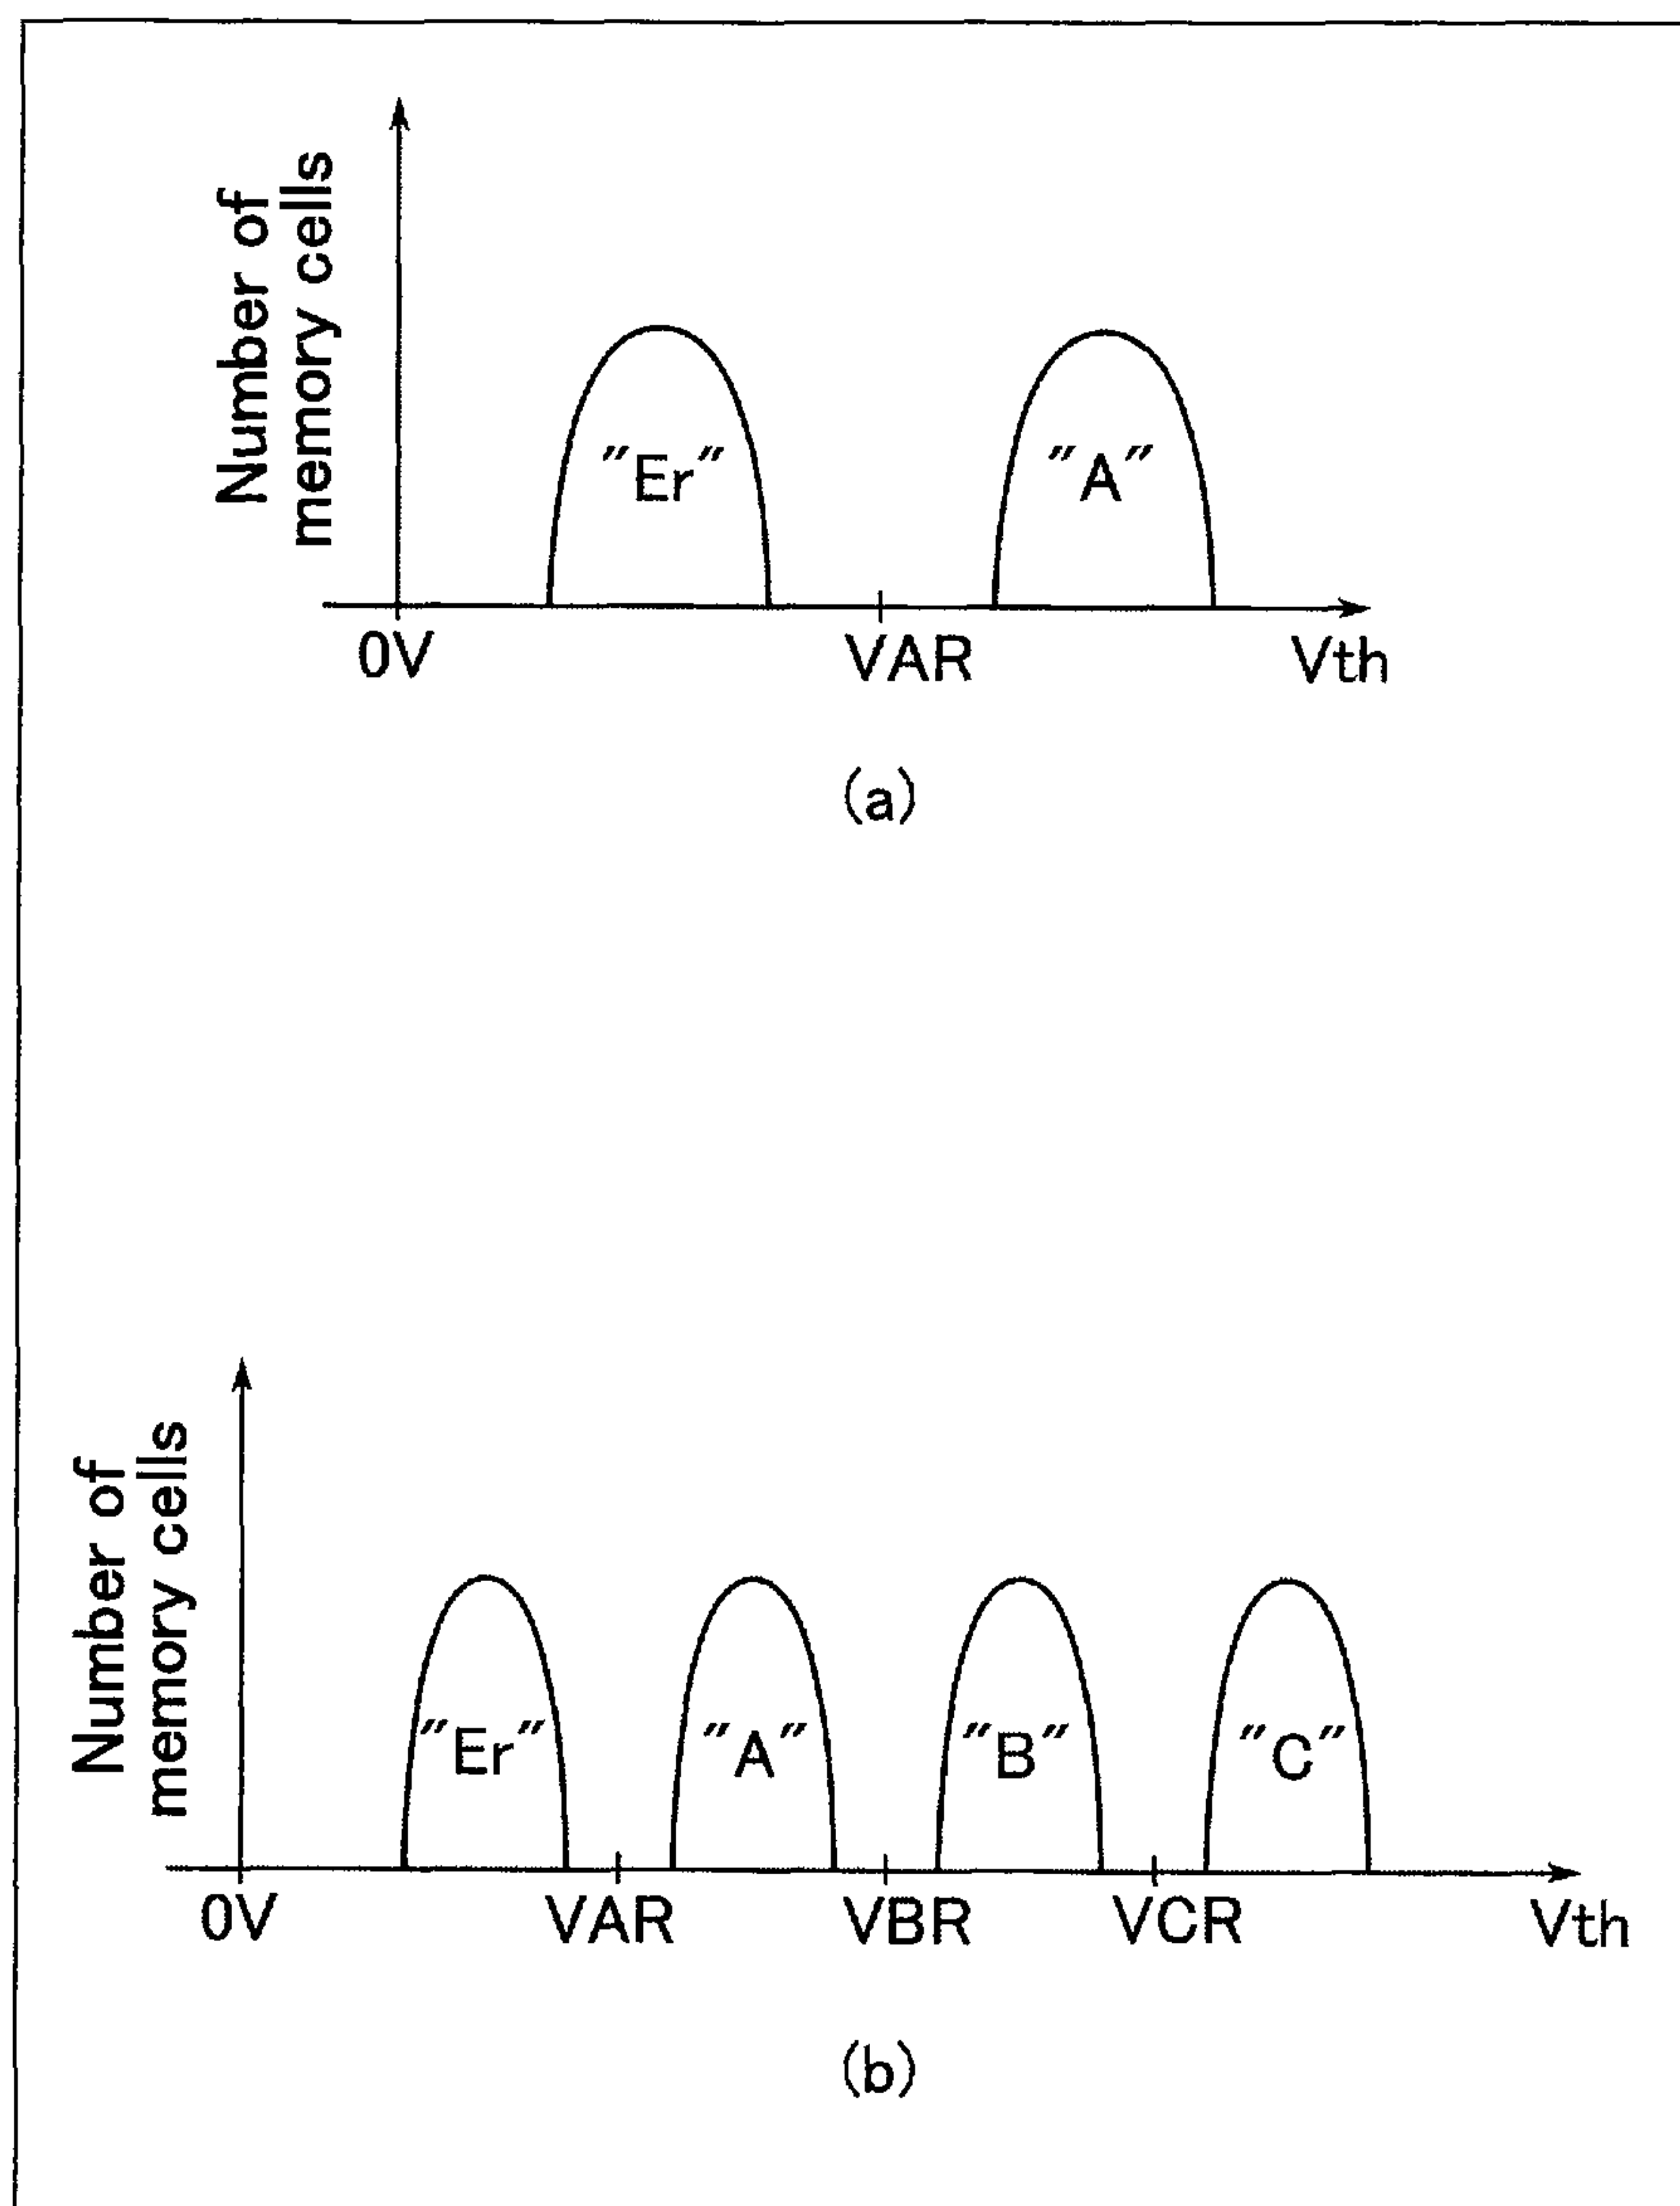 Number of
memory cells
″Er″
″A″
0V
VAR
Vth
(a)
Number of
memory cells
″Er″
″A″
″B″
″C″
0V
VAR
VBR
VCR
Vth
(b)